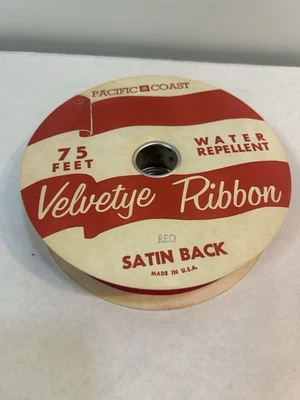 PACIFIC COAST
75 FEET
WATER REPELLENT
Velvetye Ribbon
RED
SATIN BACK
MADE IN U.S.A.